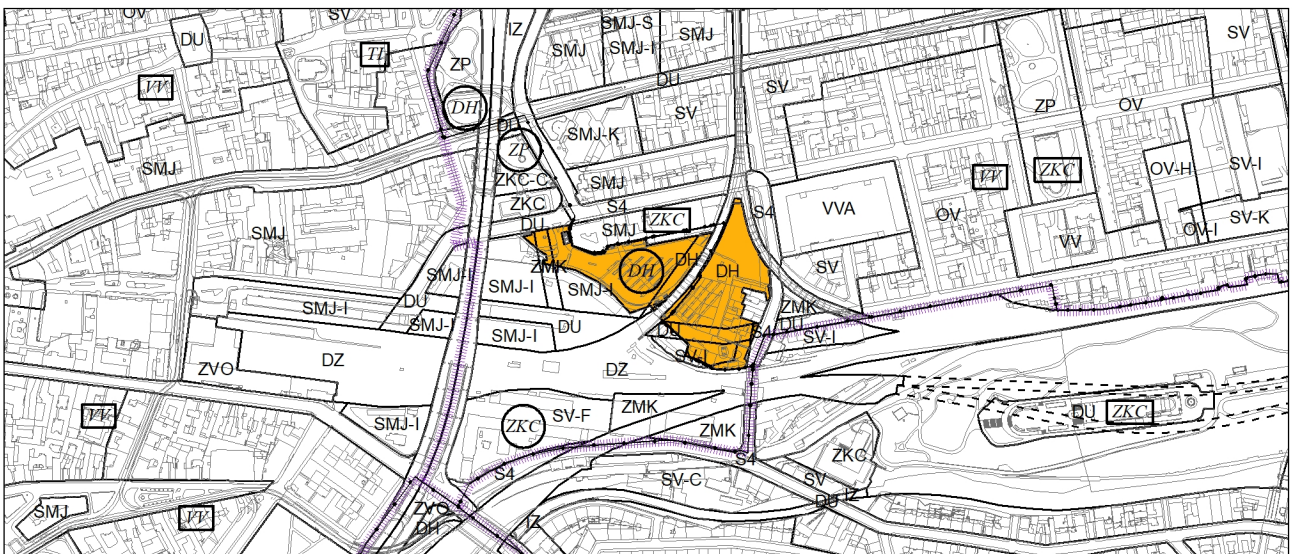 OV
SV
IZ
SMJ-S
SV
DU
TI
SMJ
SMJ-I
SMJ
ZP
VV
DU
SV
ZP
OV
DH
SMJ-K
SV
ZP
SMJ
ZKC-C
SMJ
VV
ZKC
OV-H
SV-I
ZKC
S4
ZKC
S4
VVA
OV
SV-K
SMJ
DU
SMJ
VV
OV-I
DH
ZMK
DH
DH
SV
SMJ-I
SMJ-I
SMJ-I
SMJ-I
DU
ZMK
SMJ-I
DU
DU
S4
DU
SMJ-I
SV-I
ZVO
DZ
DZ
SV-I
VV
SMJ-I
SV-F
ZMK
DU
ZKC
ZKC
ZMK
S4
ZKC
S4
SV-C
SV
SMJ
VV
ZVO
DH
IZ
DU
IZ